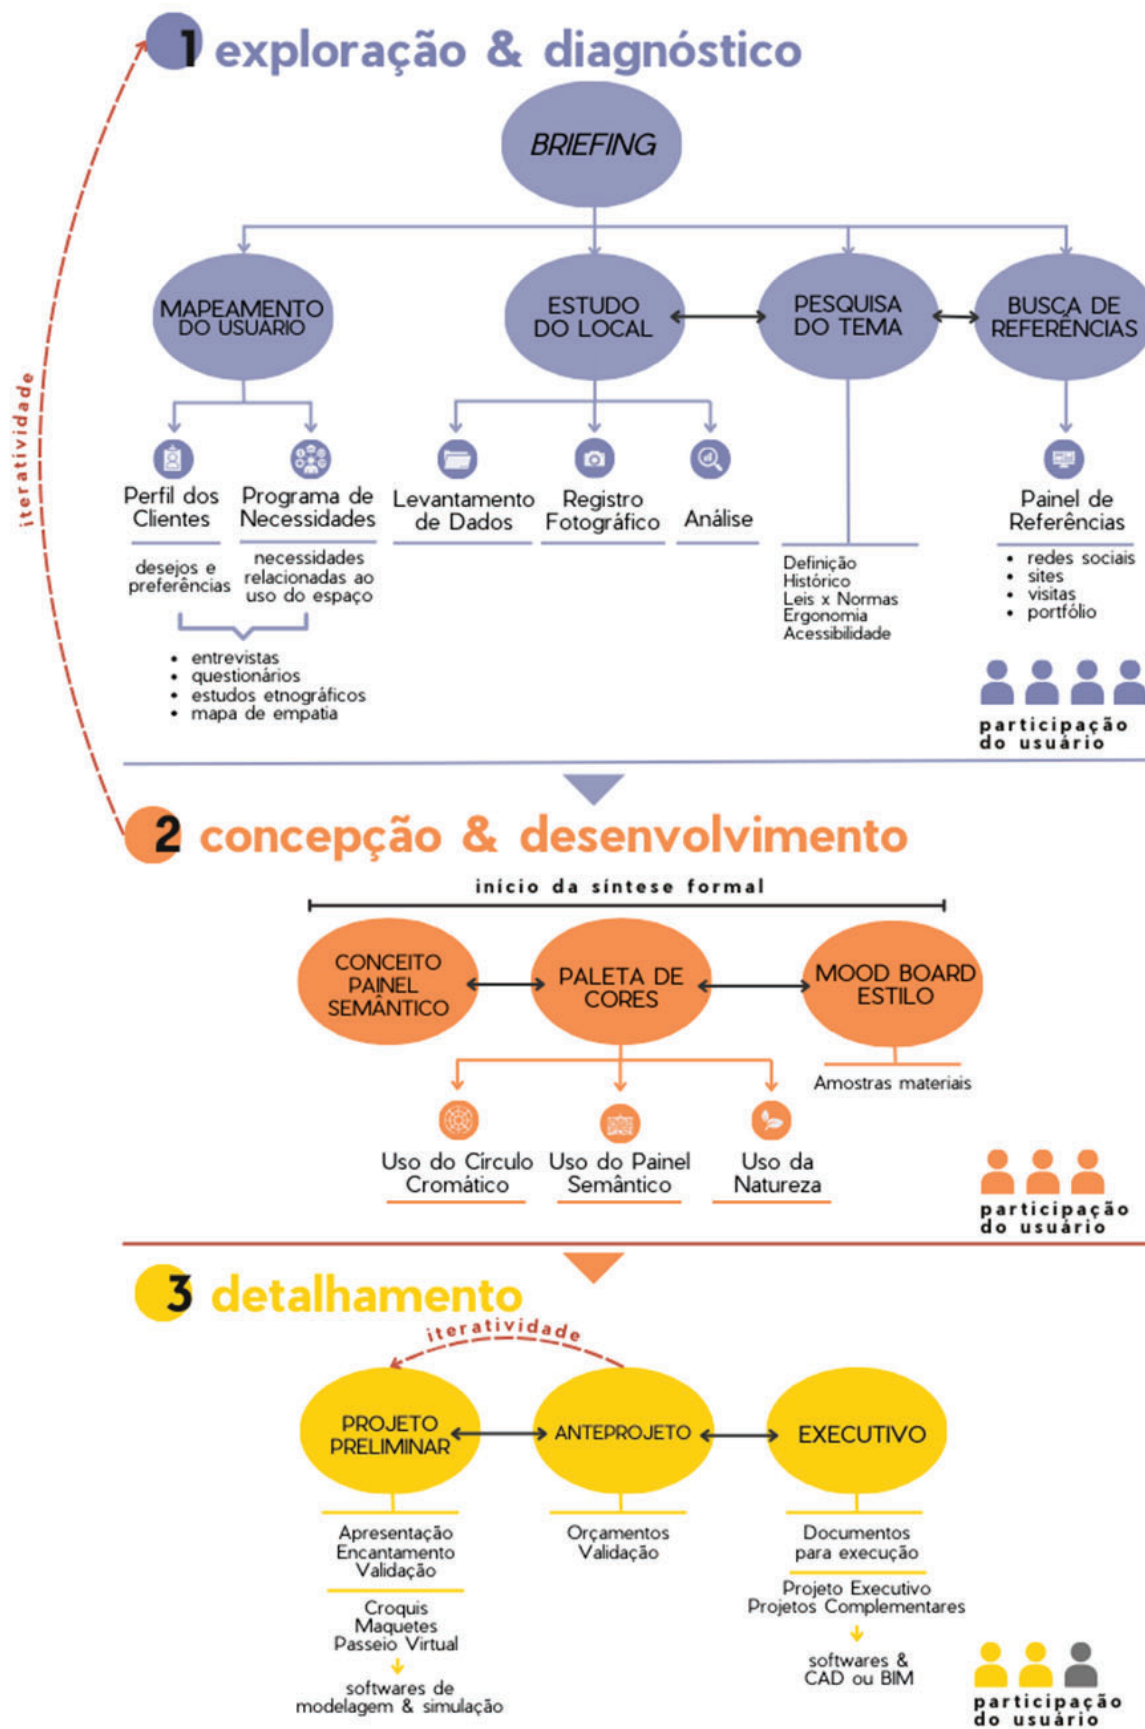 1 exploração & diagnóstico
BRIEFING
MAPEAMENTO
DO USUÁRIO
ESTUDO
DO LOCAL
PESQUISA
DO TEMA
BUSCA DE
REFERÊNCIAS
iteratividade
Perfil dos
Clientes
desejos e
preferências
Programa de
Necessidades
necessidades
relacionadas ao
uso do espaço
• entrevistas
• questionários
• estudos etnográficos
• mapa de empatia
Levantamento
de Dados
Registro
Fotográfico
Análise
Definição
Histórico
Leis x Normas
Ergonomia
Acessibilidade
Painel de
Referências
• redes sociais
• sites
• visitas
• portfólio
participação
do usuário
2 concepção & desenvolvimento
início da síntese formal
CONCEITO
PAINEL
SEMÂNTICO
PALETA DE
CORES
MOOD BOARD
ESTILO
Amostras materiais
Uso do Circulo
Cromático
Uso do Painel
Semântico
Uso da
Natureza
participação
do usuário
3 detalhamento
iteratividade
PROJETO
PRELIMINAR
ANTEPROJETO
EXECUTIVO
Apresentação
Encantamento
Validação
Croquis
Maquetes
Passeio Virtual
softwares de
modelagem & simulação
Orçamentos
Validação
Documentos
para execução
Projeto Executivo
Projetos Complementares
softwares &
CAD ou BIM
participação
do usuário